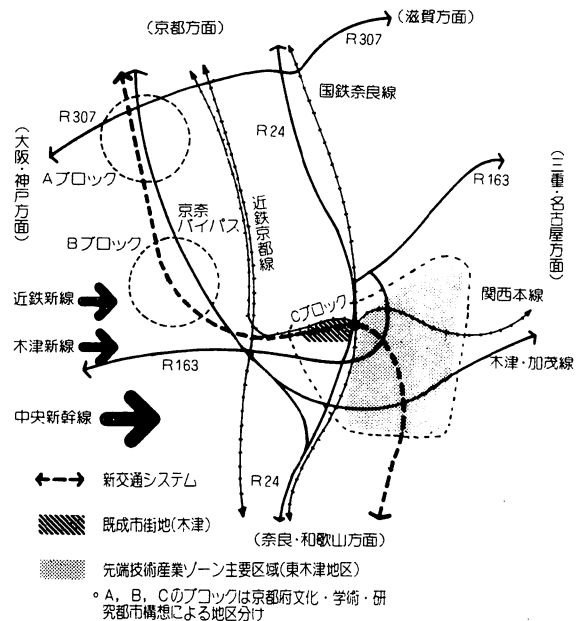 (京都方面)
(滋賀方面)
R307
国鉄奈良線
R307
R24
(大阪・神戸方面)
Aブロック
R163
(三重・名古屋方面)
京奈
バイパス
近鉄京都線
Bブロック
Cブロック
関西本線
近鉄新線
木津新線
R163
木津・加茂線
中央新幹線
新交通システム
R24
既成市街地(木津)
(奈良・和歌山方面)
先端技術産業ゾーン主要区域(東木津地区)
○A，B，Cのブロックは京都府文化・学術・研
究都市構想による地区分け